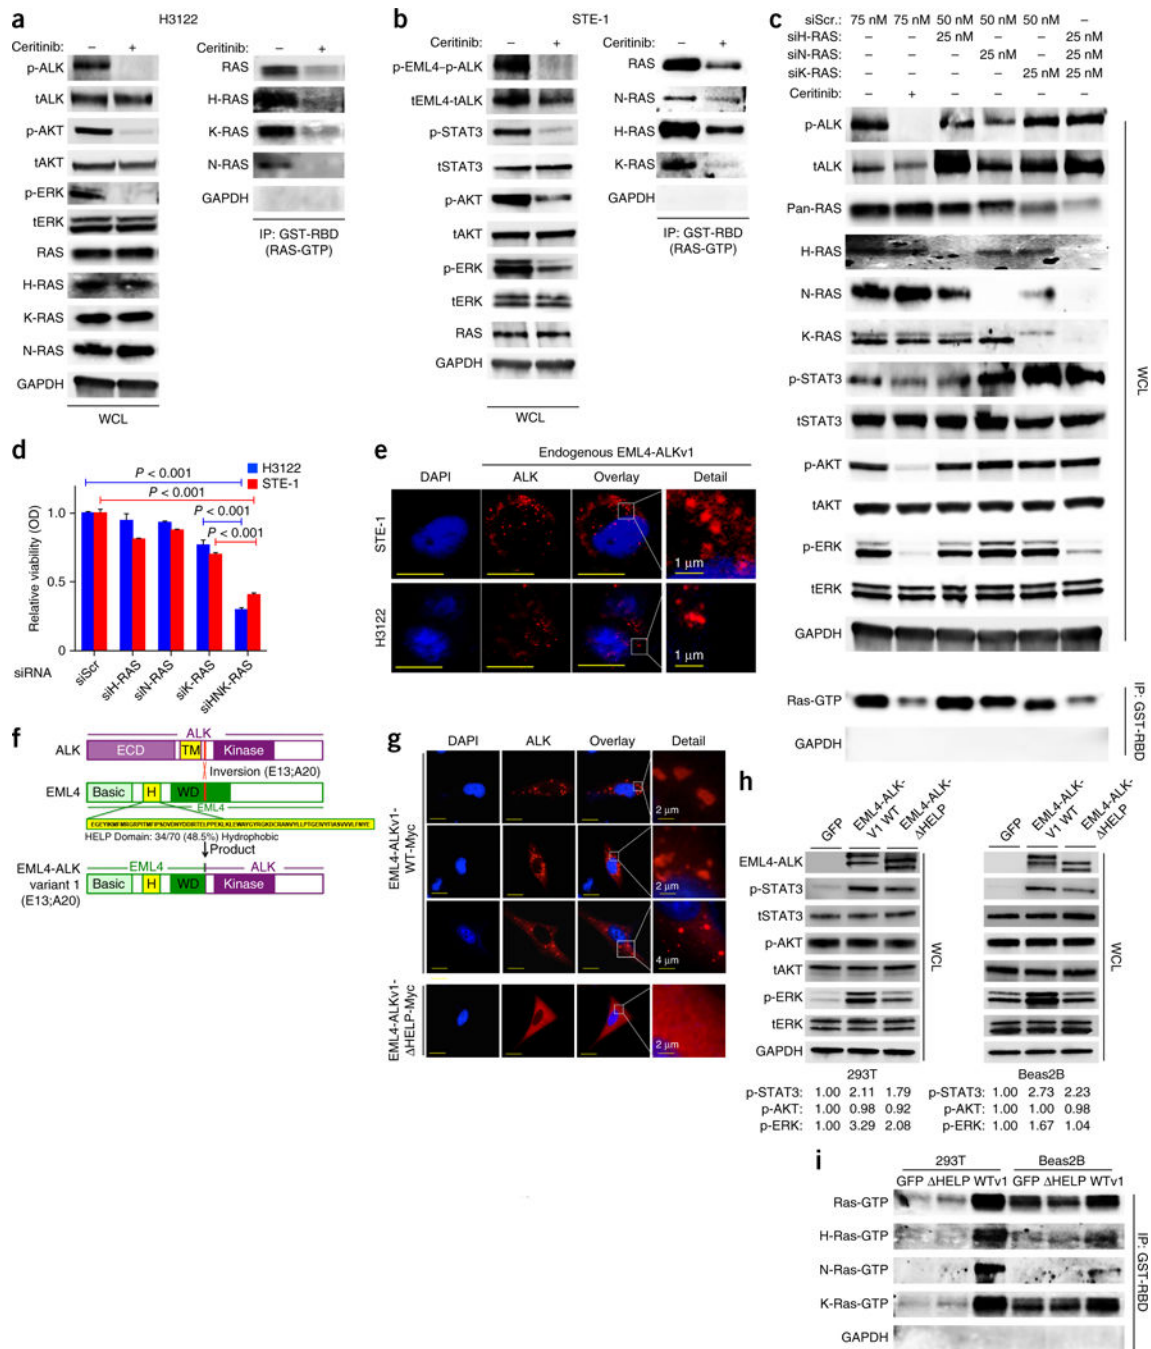 a
H3122
Ceritinib: – +
p-ALK
tALK
p-AKT
tAKT
p-ERK
tERK
RAS
H-RAS
K-RAS
N-RAS
GAPDH
WCL
Ceritinib: – +
RAS
H-RAS
K-RAS
N-RAS
GAPDH
IP: GST-RBD
(RAS-GTP)
b
STE-1
Ceritinib: – +
p-EML4–p-ALK
tEML4-tALK
p-STAT3
tSTAT3
p-AKT
tAKT
p-ERK
tERK
RAS
GAPDH
WCL
Ceritinib: – +
RAS
N-RAS
H-RAS
K-RAS
GAPDH
IP: GST-RBD
(RAS-GTP)
c
siScr.: 75 nM 75 nM 50 nM 50 nM 50 nM –
siH-RAS: – – 25 nM – – 25 nM
siN-RAS: – – – 25 nM – 25 nM
siK-RAS: – – – – 25 nM 25 nM
Ceritinib: – + – – – –
p-ALK
tALK
Pan-RAS
H-RAS
N-RAS
K-RAS
p-STAT3
tSTAT3
p-AKT
tAKT
p-ERK
tERK
GAPDH
WCL
Ras-GTP
GAPDH
IP: GST-RBD
d
P < 0.001
P < 0.001
P < 0.001
P < 0.001
H3122
STE-1
Relative viability (OD)
1.0
0.5
0
siRNA
siScr
siH-RAS
siN-RAS
siK-RAS
siHNK-RAS
e
Endogenous EML4-ALKv1
DAPI ALK Overlay Detail
STE-1
1 μm
H3122
1 μm
f
ALK
ALK ECD TM Kinase
Inversion (E13;A20)
EML4 Basic H WD
EML4
HELP Domain: 34/70 (48.5%) Hydrophobic
Product
EML4 ALK
EML4-ALK
variant 1
(E13;A20)
Basic H WD Kinase
g
DAPI ALK Overlay Detail
EML4-ALKv1-
WT-Myc
2 μm
2 μm
4 μm
EML4-ALKv1-
ΔHELP-Myc
2 μm
h
GFP
EML4-ALK-
V1 WT
EML4-ALK-
ΔHELP
GFP
EML4-ALK-
V1 WT
EML4-ALK-
ΔHELP
EML4-ALK
p-STAT3
tSTAT3
p-AKT
tAKT
p-ERK
tERK
GAPDH
WCL
WCL
293T
p-STAT3: 1.00 2.11 1.79
p-AKT: 1.00 0.98 0.92
p-ERK: 1.00 3.29 2.08
Beas2B
p-STAT3: 1.00 2.73 2.23
p-AKT: 1.00 1.00 0.98
p-ERK: 1.00 1.67 1.04
i
293T Beas2B
GFP ΔHELP WTv1 GFP ΔHELP WTv1
Ras-GTP
H-Ras-GTP
N-Ras-GTP
K-Ras-GTP
GAPDH
IP: GST-RBD